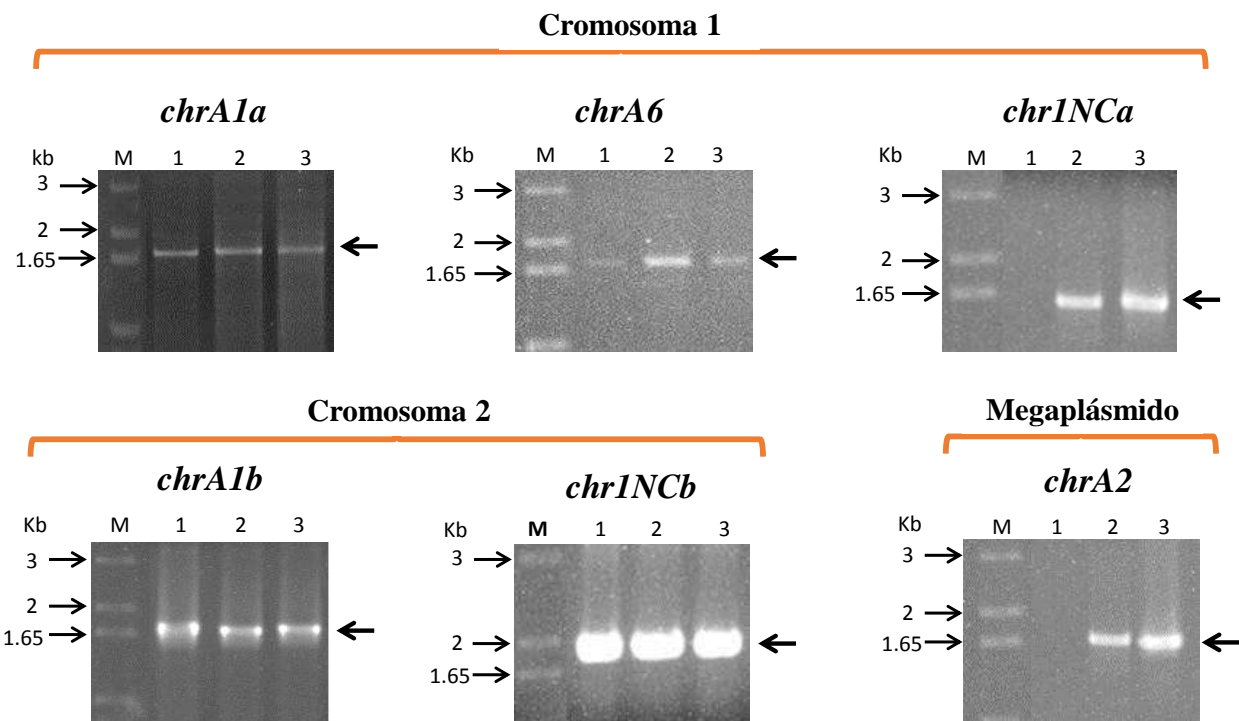 Cromosoma 1
chrA1a
kb M 1 2 3
3
2
1.65
chrA6
Kb M 1 2 3
3
2
1.65
chr1NCa
Kb M 1 2 3
3
2
1.65
Cromosoma 2
chrA1b
Kb M 1 2 3
3
2
1.65
chr1NCb
Kb M 1 2 3
3
2
1.65
Megaplásmido
chrA2
Kb M 1 2 3
3
2
1.65